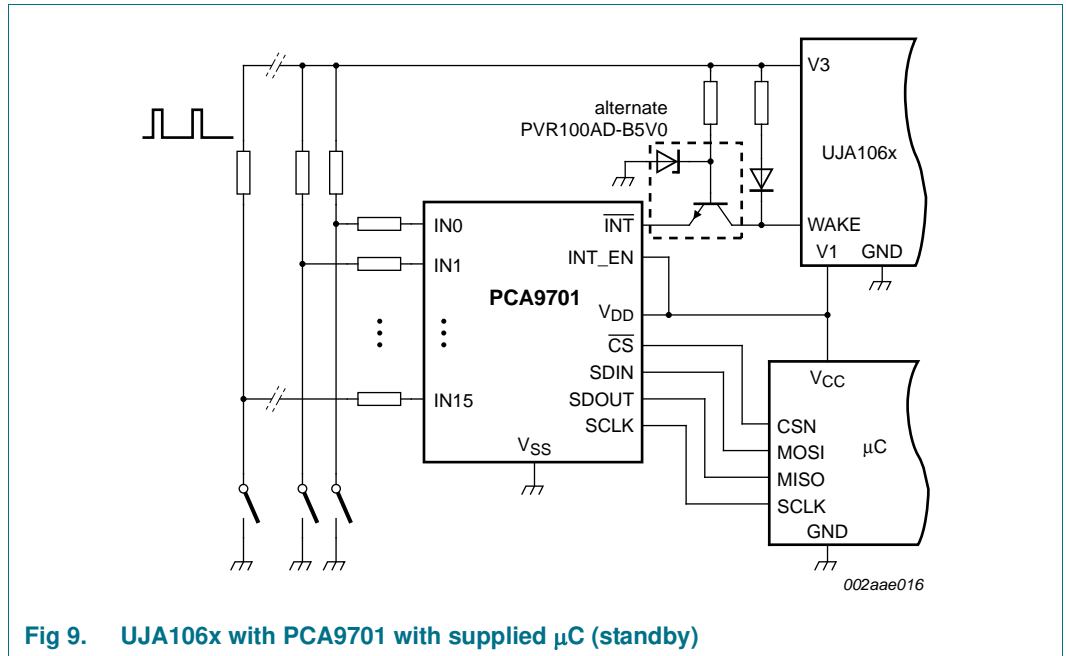 V3
alternate
PVR100AD-B5V0
UJA106x
IN0
INT
WAKE
IN1
INT_EN
V1 GND
PCA9701
VDD
CS
SDIN
VCC
IN15
SDOUT
SCLK
CSN
VSS
MOSI
μC
MISO
SCLK
GND
002aae016
Fig 9. UJA106x with PCA9701 with supplied μC (standby)